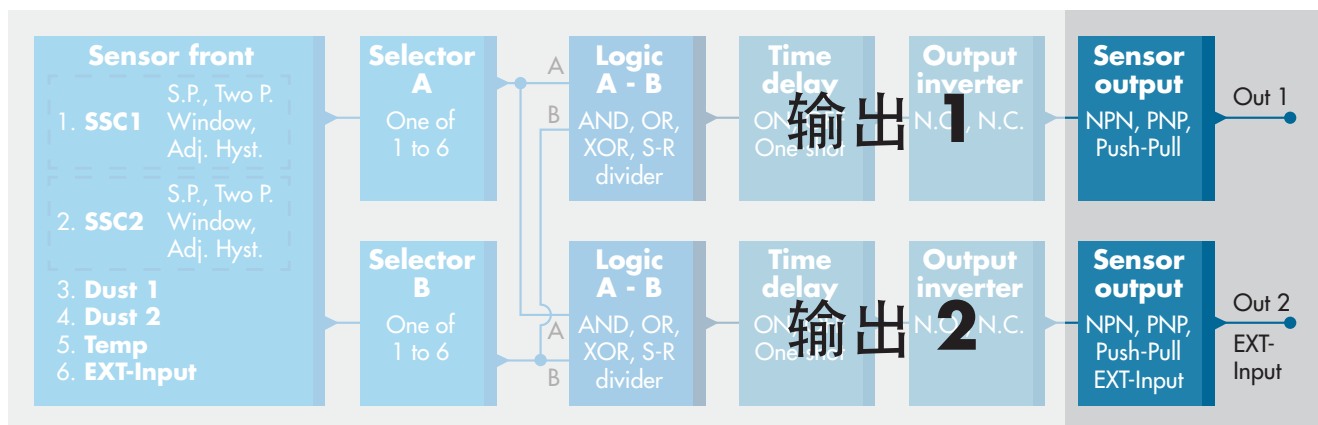 Sensor front
1. SSC1
S.P., Two P.
Window,
Adj. Hyst.
2. SSC2
S.P., Two P.
Window,
Adj. Hyst.
3. Dust 1
4. Dust 2
5. Temp
6. EXT-Input
Selector
A
One of
1 to 6
A
B
Logic
A - B
AND, OR,
XOR, S-R
divider
Time
delay
One shot
Output
inverter
N.C.
输出 1
Sensor
output
NPN, PNP,
Push-Pull
Out 1
Selector
B
One of
1 to 6
A
B
Logic
A - B
AND, OR,
XOR, S-R
divider
Time
delay
One shot
Output
inverter
N.C.
输出 2
Sensor
output
NPN, PNP,
Push-Pull
EXT-Input
Out 2
EXT-
Input